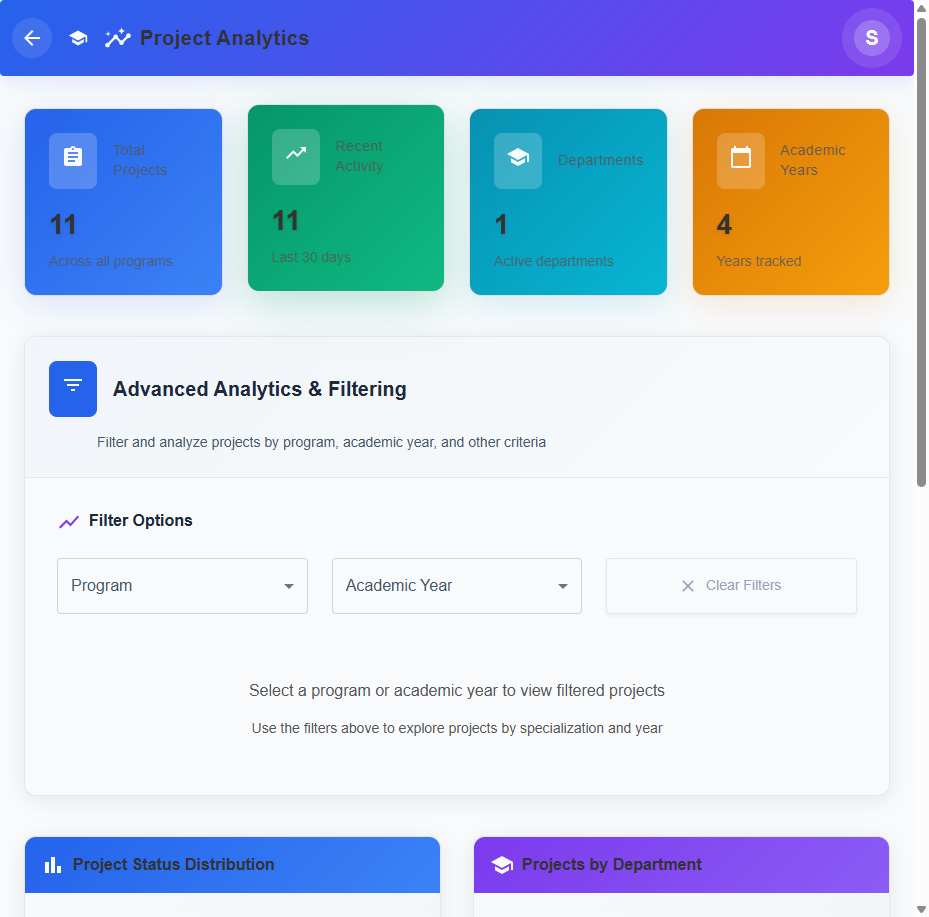 Project Analytics
S
Total
Projects
11
Across all programs
Recent
Activity
11
Last 30 days
Departments
1
Active departments
Academic
Years
4
Years tracked
Advanced Analytics & Filtering
Filter and analyze projects by program, academic year, and other criteria
Filter Options
Program
Academic Year
Clear Filters
Select a program or academic year to view filtered projects
Use the filters above to explore projects by specialization and year
Project Status Distribution
Projects by Department